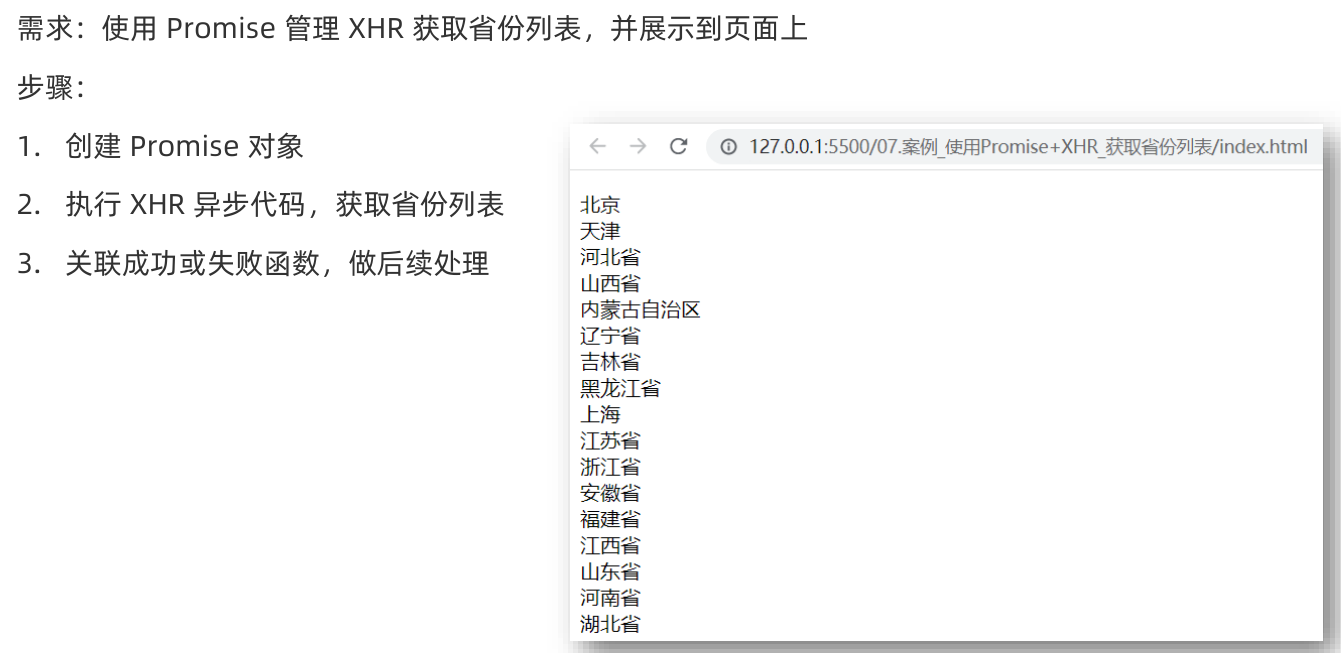 需求：使用 Promise 管理 XHR 获取省份列表，并展示到页面上
步骤：
1. 创建 Promise 对象
2. 执行 XHR 异步代码，获取省份列表
3. 关联成功或失败函数，做后续处理
127.0.0.1:5500/07.案例_使用Promise+XHR_获取省份列表/index.html
北京
天津
河北省
山西省
内蒙古自治区
辽宁省
吉林省
黑龙江省
上海
江苏省
浙江省
安徽省
福建省
江西省
山东省
河南省
湖北省